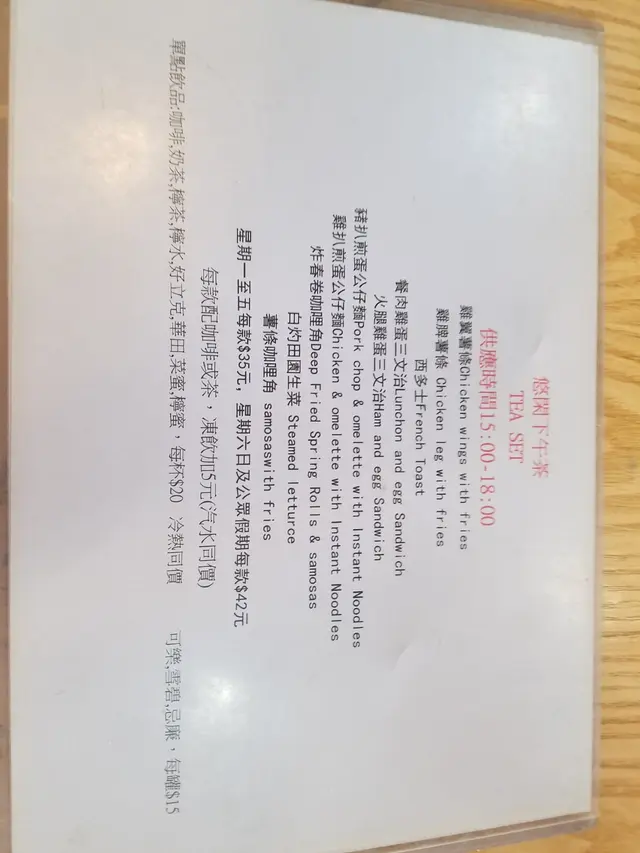 悠閑下午茶
TEA SET
供應時間15:00-18:00
雞翼薯條Chicken wings with fries
雞脾薯條 Chicken leg with fries
西多士French Toast
餐肉雞蛋三文治Lunchon and egg Sandwich
火腿雞蛋三文治Ham and egg Sandwich
豬扒煎蛋公仔麵Pork chop & omelette with Instant Noodles
雞扒煎蛋公仔麵Chicken & omelette with Instant Noodles
炸春卷咖哩角Deep Fried Spring Rolls & samosas
白灼田園生菜 Steamed letturce
薯條咖哩角 samosaswith fries
星期一至五每款$35元, 星期六日及公眾假期每款$42元
每款配咖啡或茶，凍飲加5元(汽水同價)
單點飲品:咖啡,奶茶,檸茶,檸水,好立克,華田,菜蜜,檸蜜，每杯$20 冷熱同價 可樂,雪碧,忌廉，每罐$15